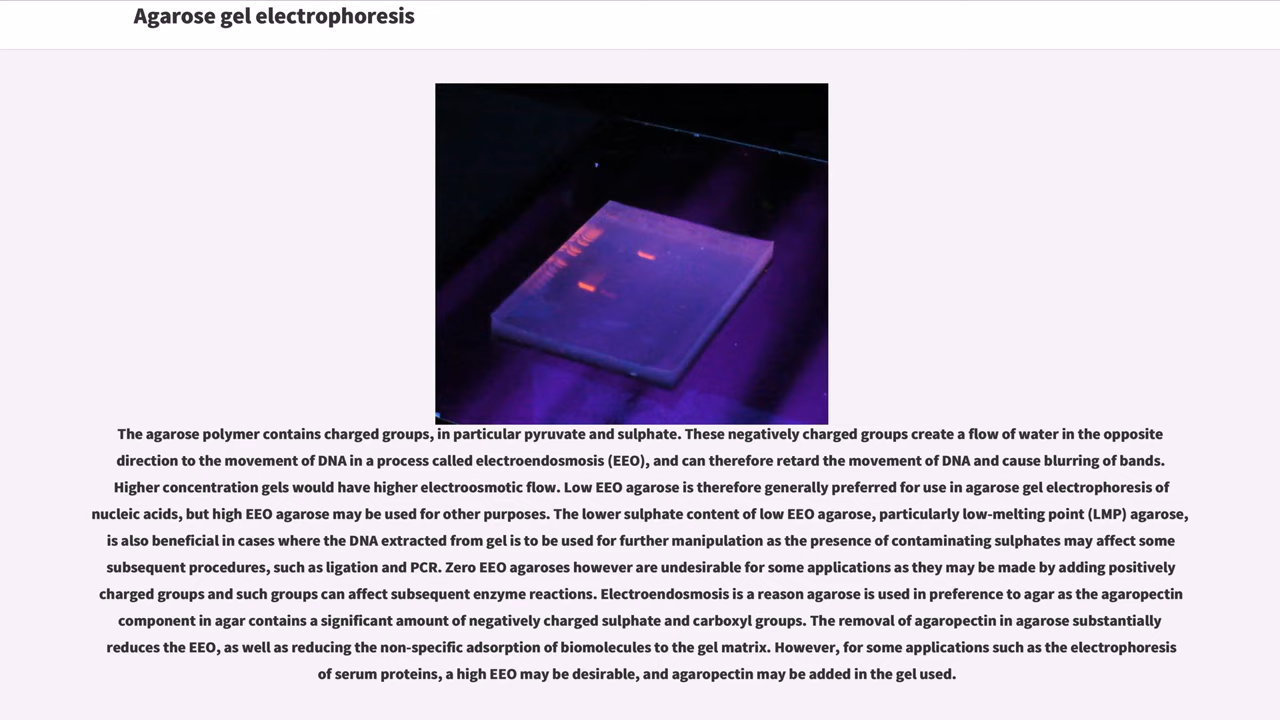 Agarose gel electrophoresis
The agarose polymer contains charged groups, in particular pyruvate and sulphate. These negatively charged groups create a flow of water in the opposite
direction to the movement of DNA in a process called electroendosmosis (EEO), and can therefore retard the movement of DNA and cause blurring of bands.
Higher concentration gels would have higher electroosmotic flow. Low EEO agarose is therefore generally preferred for use in agarose gel electrophoresis of
nucleic acids, but high EEO agarose may be used for other purposes. The lower sulphate content of low EEO agarose, particularly low-melting point (LMP) agarose,
is also beneficial in cases where the DNA extracted from gel is to be used for further manipulation as the presence of contaminating sulphates may affect some
subsequent procedures, such as ligation and PCR. Zero EEO agaroses however are undesirable for some applications as they may be made by adding positively
charged groups and such groups can affect subsequent enzyme reactions. Electroendosmosis is a reason agarose is used in preference to agar as the agaropectin
component in agar contains a significant amount of negatively charged sulphate and carboxyl groups. The removal of agaropectin in agarose substantially
reduces the EEO, as well as reducing the non-specific adsorption of biomolecules to the gel matrix. However, for some applications such as the electrophoresis
of serum proteins, a high EEO may be desirable, and agaropectin may be added in the gel used.